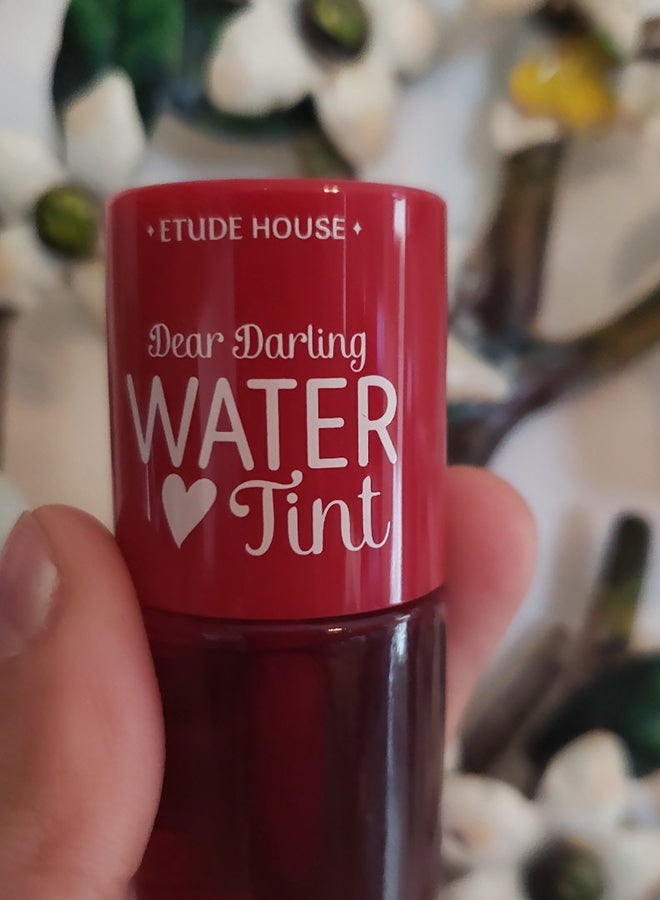 • ETUDE HOUSE •
Dear Darling
WATER
♥ Tint